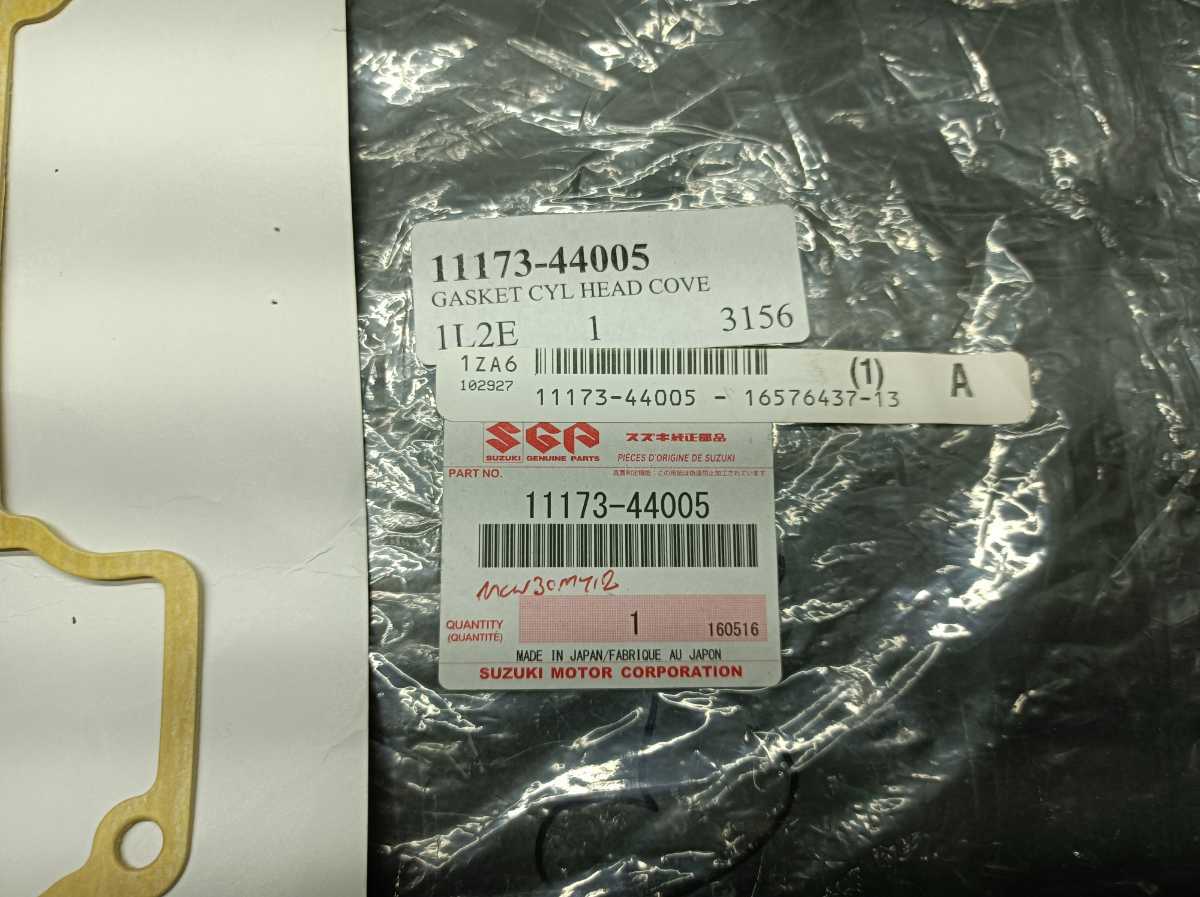 11173-44005
GASKET CYL HEAD COVE
1L2E 1 3156
1ZA6 (1) A
102927
11173-44005 - 16576437-13
SGP スズキ純正部品
SUZUKI GENUINE PARTS PIÈCES D'ORIGINE DE SUZUKI
PART NO.
11173-44005
QUANTITY
(QUANTITÉ) 1 160516
MADE IN JAPAN/FABRIQUE AU JAPON
SUZUKI MOTOR CORPORATION